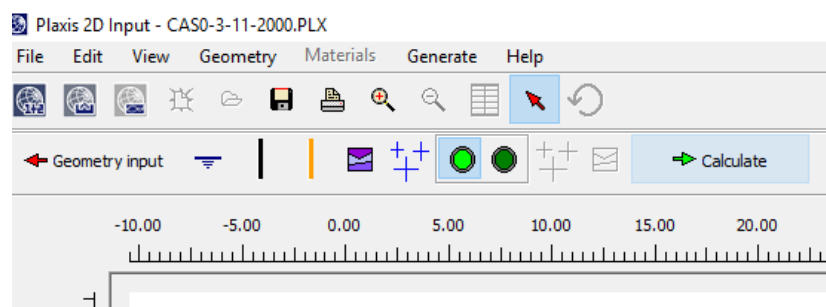 Plaxis 2D Input - CAS0-3-11-2000.PLX
File Edit View Geometry Materials Generate Help
Geometry input Calculate
-10.00 -5.00 0.00 5.00 10.00 15.00 20.00